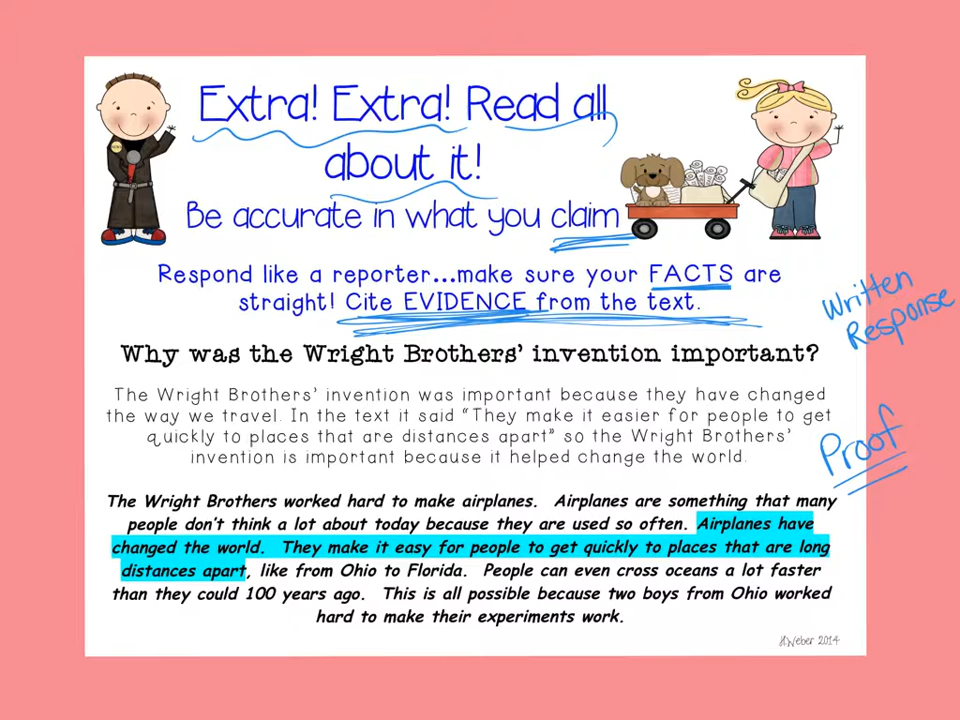 Extra! Extra! Read all
about it!
Be accurate in what you claim
Respond like a reporter...make sure your FACTS are
straight! Cite EVIDENCE from the text.
Written
Response
Why was the Wright Brothers' invention important?
The Wright Brothers' invention was important because they have changed
the way we travel. In the text it said "They make it easier for people to get
quickly to places that are distances apart" so the Wright Brothers'
invention is important because it helped change the world.
Proof
The Wright Brothers worked hard to make airplanes. Airplanes are something that many
people don't think a lot about today because they are used so often. Airplanes have
changed the world. They make it easy for people to get quickly to places that are long
distances apart, like from Ohio to Florida. People can even cross oceans a lot faster
than they could 100 years ago. This is all possible because two boys from Ohio worked
hard to make their experiments work.
HWeber 2014